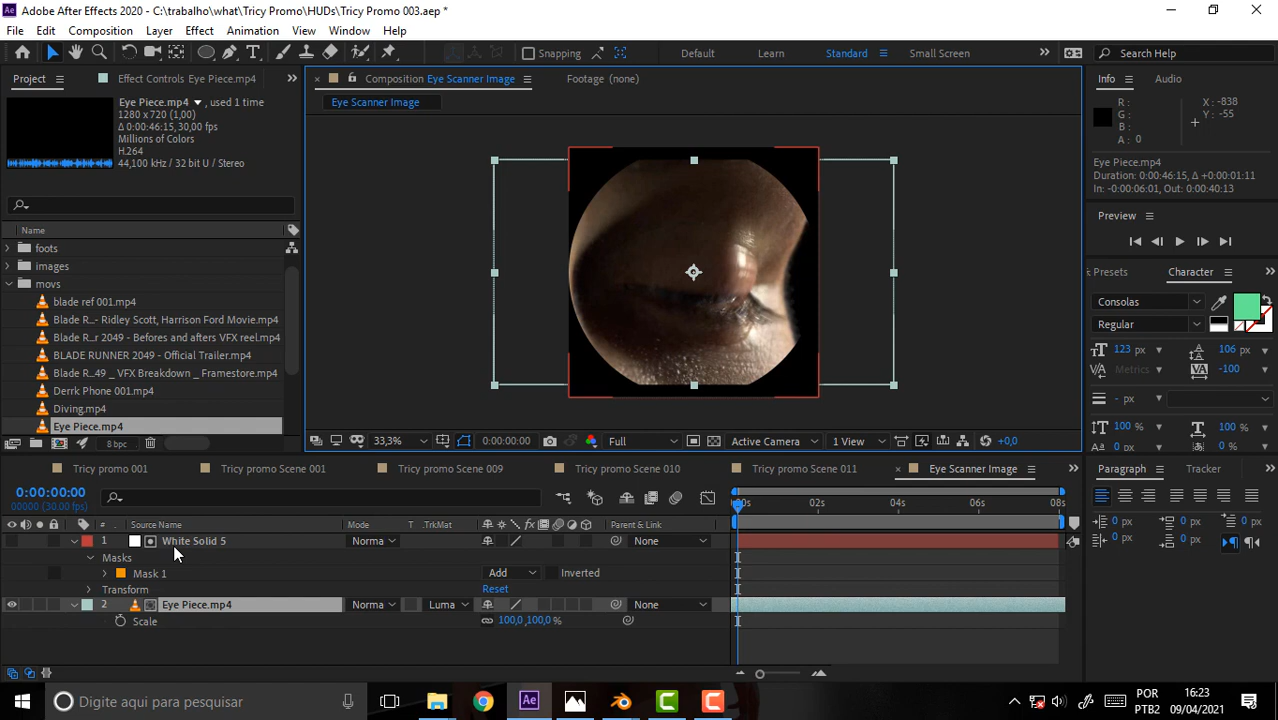 Adobe After Effects 2020 - C:\trabalho\what\Tricy Promo\HUDs\Tricy Promo 003.aep *
File Edit Composition Layer Effect Animation View Window Help
Snapping Default Learn Standard Small Screen Search Help
Project Effect Controls Eye Piece.mp4
Composition Eye Scanner Image Footage (none)
Info Audio
Eye Scanner Image
Eye Piece.mp4 , used 1 time
1280 x 720 (1,00)
Δ 0:00:46:15, 30,00 fps
Millions of Colors
H.264
44,100 kHz / 32 bit U / Stereo
R :
G :
B :
A : 0
X : -838
Y : -55
Eye Piece.mp4
Duration: 0:00:46:15, Δ +0:00:01:11
In: -0:00:06:01, Out: 0:00:40:13
Preview
Name
foots
images
movs
blade ref 001.mp4
Blade R...- Ridley Scott, Harrison Ford Movie.mp4
Blade R...r 2049 - Befores and afters VFX reel.mp4
BLADE RUNNER 2049 - Official Trailer.mp4
Blade R...49 _ VFX Breakdown _ Framestore.mp4
Derrk Phone 001.mp4
Diving.mp4
Eye Piece.mp4
Presets Character
Consolas
Regular
123 px 106 px
Metrics -100
- px
100 % 100 %
0 px 0 %
8 bpc
33,3% 0:00:00:00 Full Active Camera 1 View +0,0
Tricy promo 001 Tricy promo Scene 001 Tricy promo Scene 009 Tricy promo Scene 010 Tricy promo Scene 011 Eye Scanner Image
Paragraph Tracker
0:00:00:00
00000 (30.00 fps)
02s 04s 06s 08s
0 px 0 px
0 px 0 px
0 px
# Source Name Mode T .TrkMat Parent & Link
1 White Solid 5 Norma None
Masks
Mask 1 Add Inverted
Transform Reset
2 Eye Piece.mp4 Norma Luma None
Scale 100,0,100,0 %
Digite aqui para pesquisar
Ae
POR
PTB2
16:23
09/04/2021